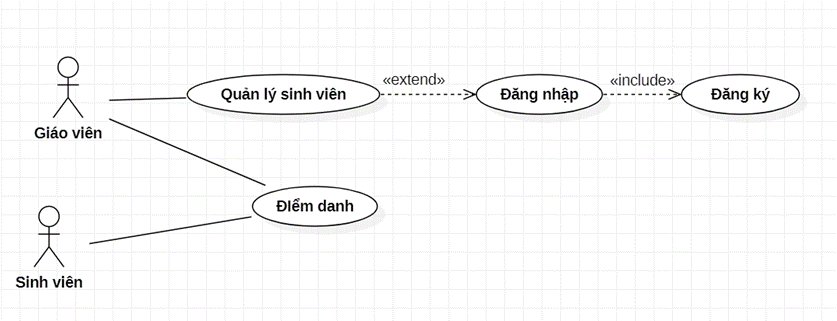 Giáo viên
Quản lý sinh viên
«extend»
Đăng nhập
«include»
Đăng ký
ĐIểm danh
Sinh viên